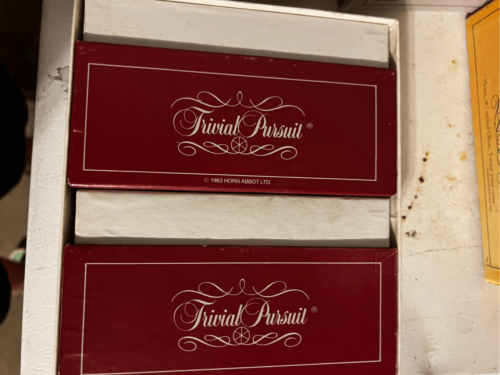 Trivial Pursuit®
© 1983 HORN ABBOT LTD.
Trivial Pursuit®